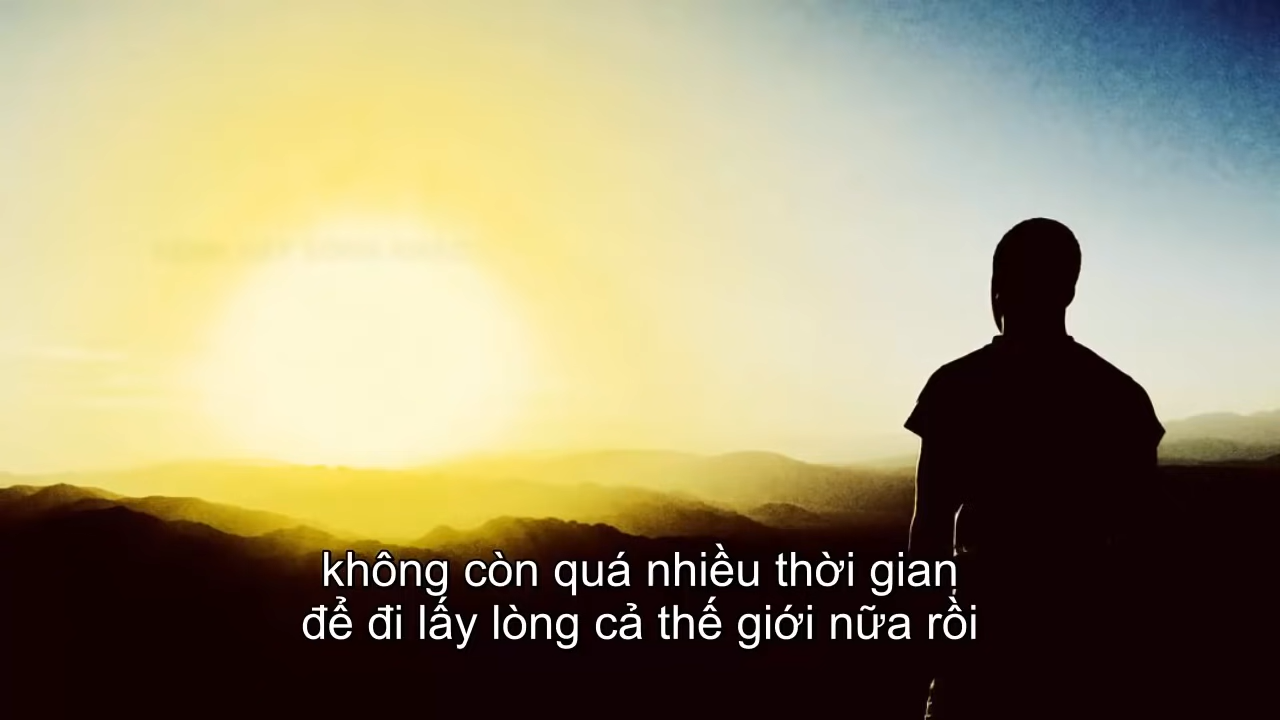 không còn quá nhiều thời gian
để đi lấy lòng cả thế giới nữa rồi